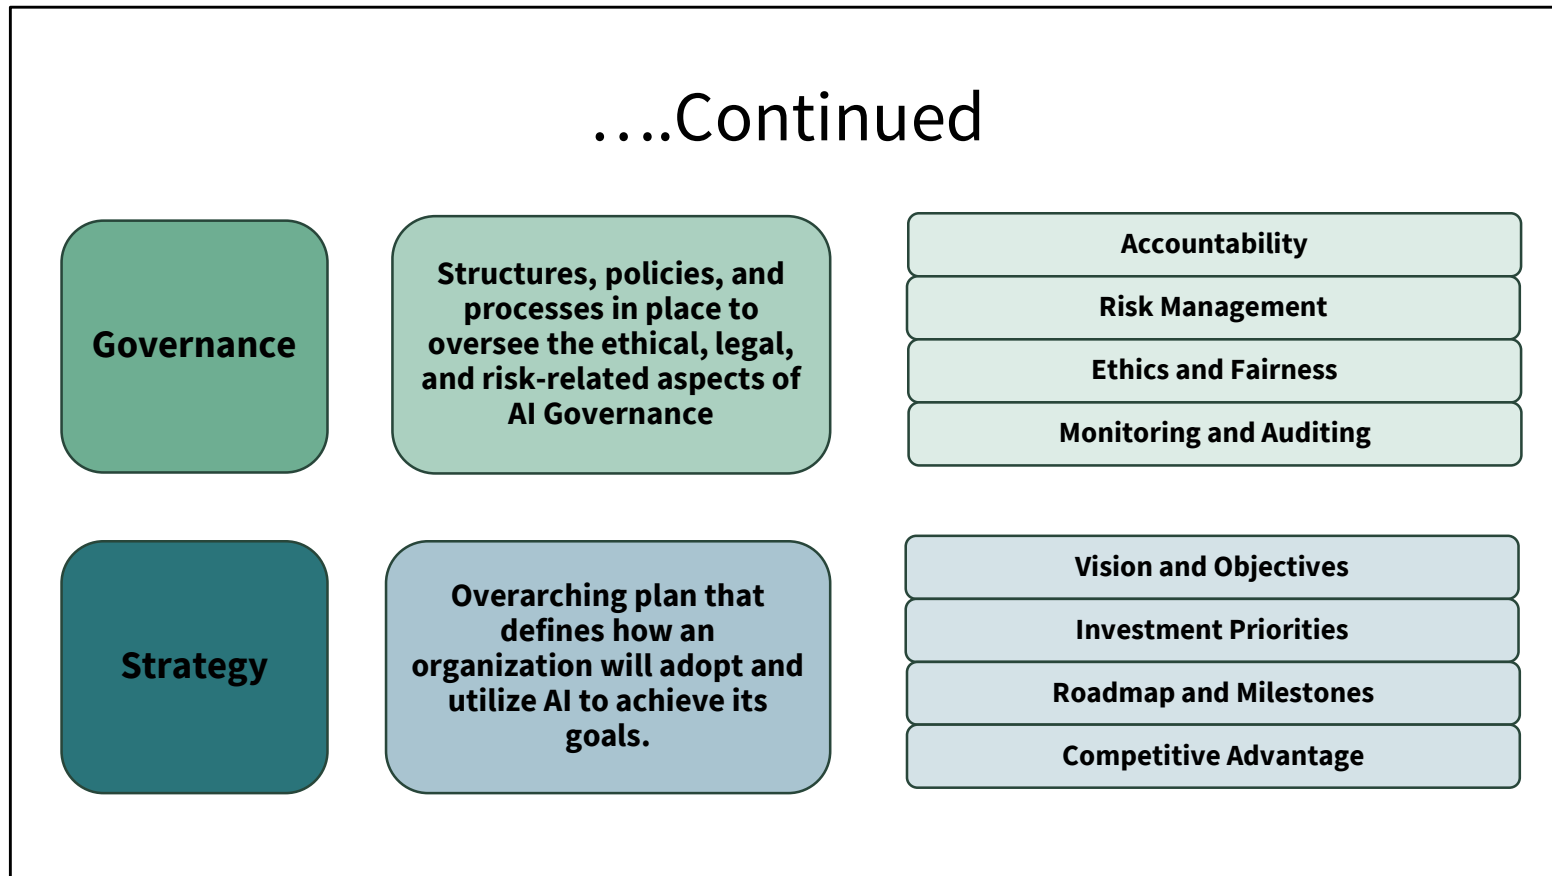 ....Continued
Governance
Structures, policies, and
processes in place to
oversee the ethical, legal,
and risk-related aspects of
AI Governance
Accountability
Risk Management
Ethics and Fairness
Monitoring and Auditing
Strategy
Overarching plan that
defines how an
organization will adopt and
utilize AI to achieve its
goals.
Vision and Objectives
Investment Priorities
Roadmap and Milestones
Competitive Advantage